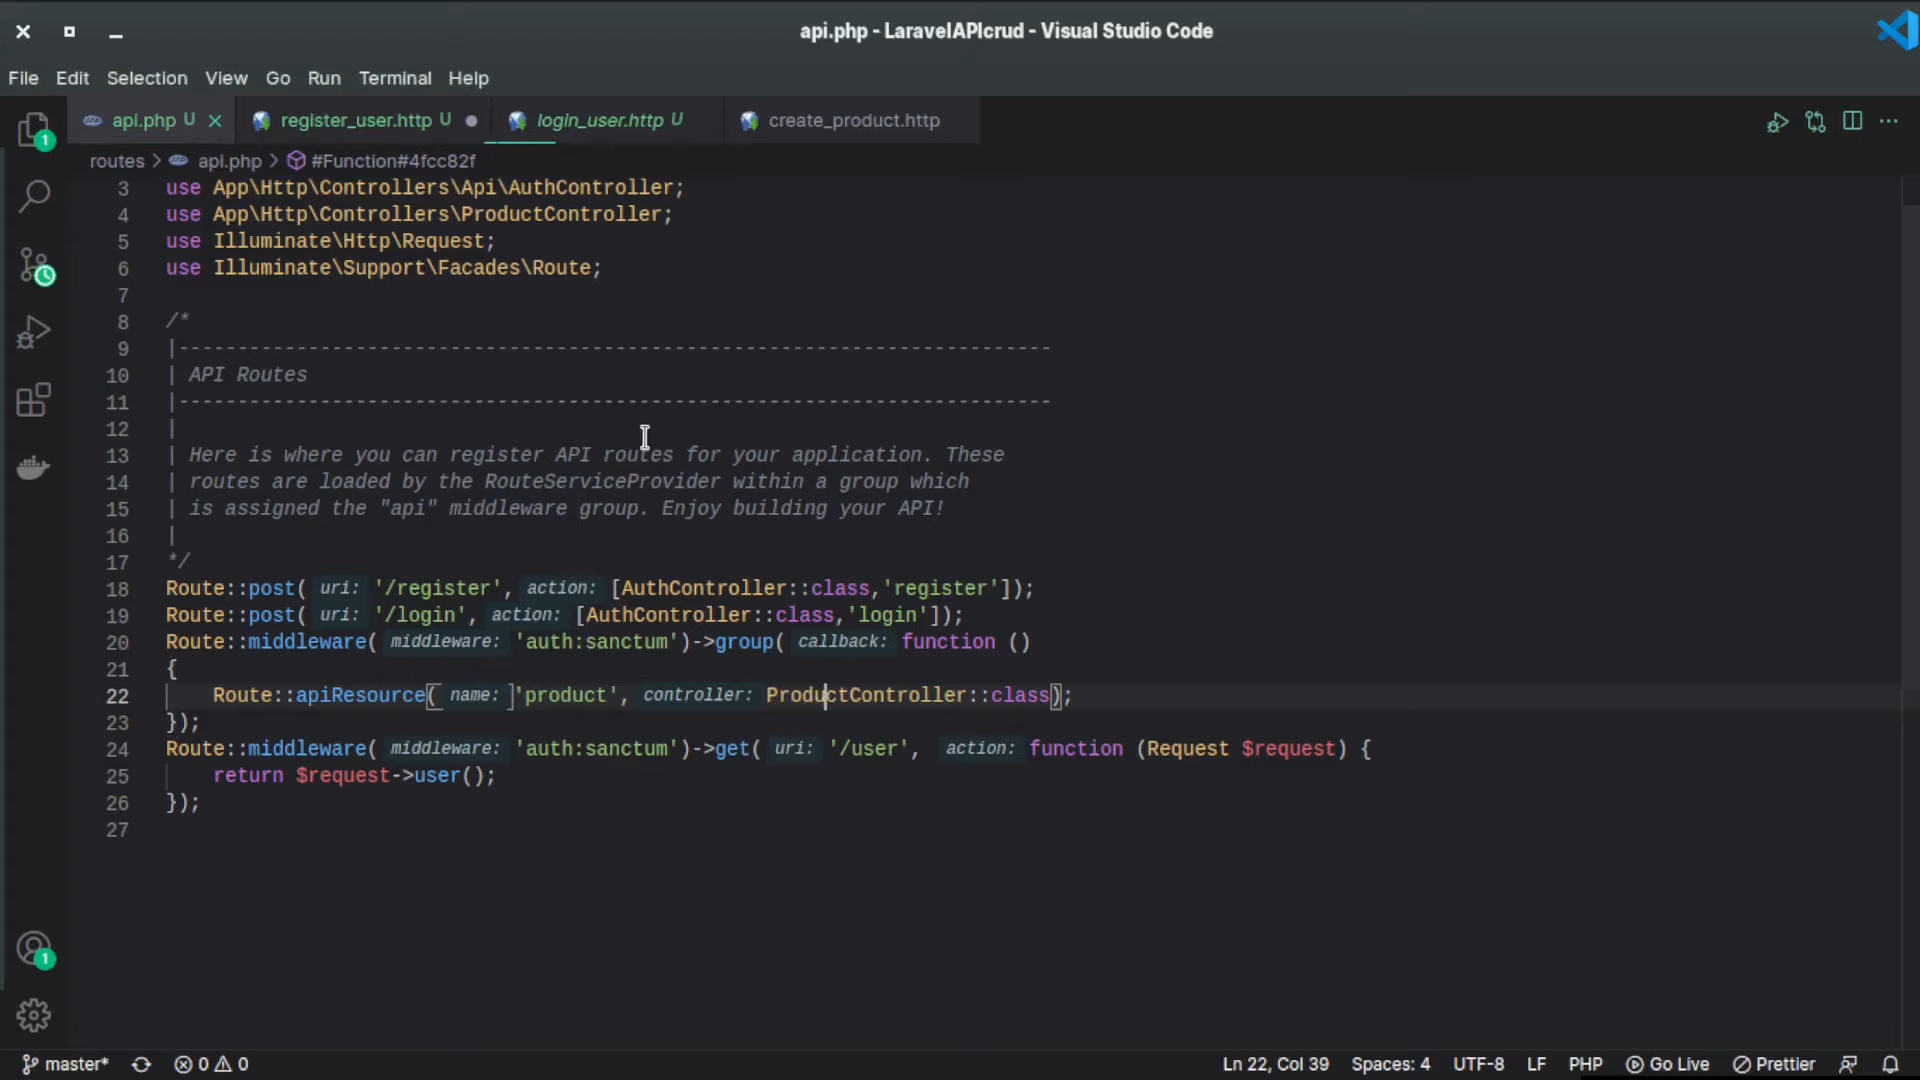 api.php - LaravelAPIcrud - Visual Studio Code
File Edit Selection View Go Run Terminal Help
1
api.php U register_user.http U login_user.http U create_product.http
routes > api.php > #Function#4fcc82f
3 use App\Http\Controllers\Api\AuthController;
4 use App\Http\Controllers\ProductController;
5 use Illuminate\Http\Request;
6 use Illuminate\Support\Facades\Route;
7
8 /*
9 |--------------------------------------------------------------------------
10 | API Routes
11 |--------------------------------------------------------------------------
12 |
13 | Here is where you can register API routes for your application. These
14 | routes are loaded by the RouteServiceProvider within a group which
15 | is assigned the "api" middleware group. Enjoy building your API!
16 |
17 */
18 Route::post( uri: '/register', action: [AuthController::class,'register']);
19 Route::post( uri: '/login', action: [AuthController::class,'login']);
20 Route::middleware( middleware: 'auth:sanctum')->group( callback: function ()
21 {
22 Route::apiResource( name: 'product', controller: ProductController::class);
23 });
24 Route::middleware( middleware: 'auth:sanctum')->get( uri: '/user', action: function (Request $request) {
25 return $request->user();
26 });
27
1
master* 0 0 Ln 22, Col 39 Spaces: 4 UTF-8 LF PHP Go Live Prettier